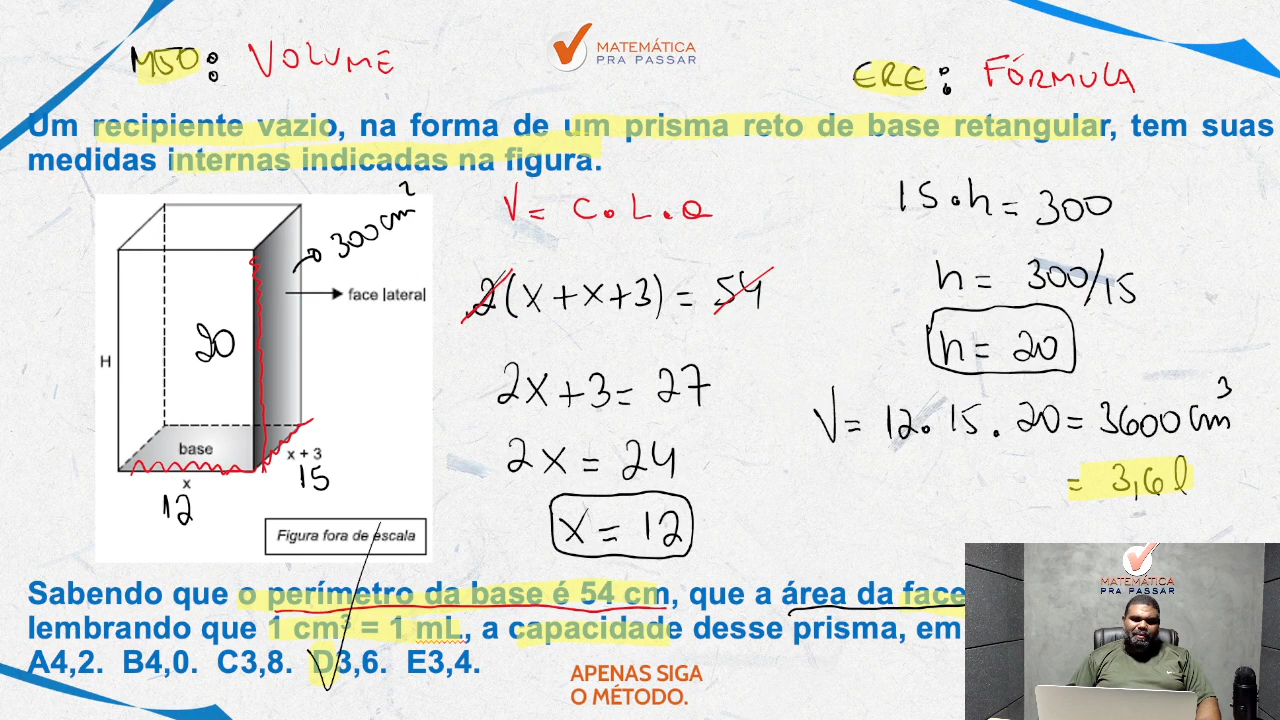 MSD: VOLUME
MATEMÁTICA
PRA PASSAR
ERE: FÓRMULA
Um recipiente vazio, na forma de um prisma reto de base retangular, tem suas
medidas internas indicadas na figura.
300 cm²
face lateral
H
20
base
x + 3
15
x
12
Figura fora de escala
V = C.L.a
2(x+x+3) = 54
2x+3 = 27
2x = 24
x = 12
15.h = 300
h = 300/15
h = 20
V = 12.15.20 = 3600 cm³
= 3,6 l
Sabendo que o perímetro da base é 54 cm, que a área da face
lembrando que 1 cm³ = 1 mL, a capacidade desse prisma, em
A4,2. B4,0. C3,8. D3,6. E3,4.
APENAS SIGA
O MÉTODO.
MATEMÁTICA
PRA PASSAR